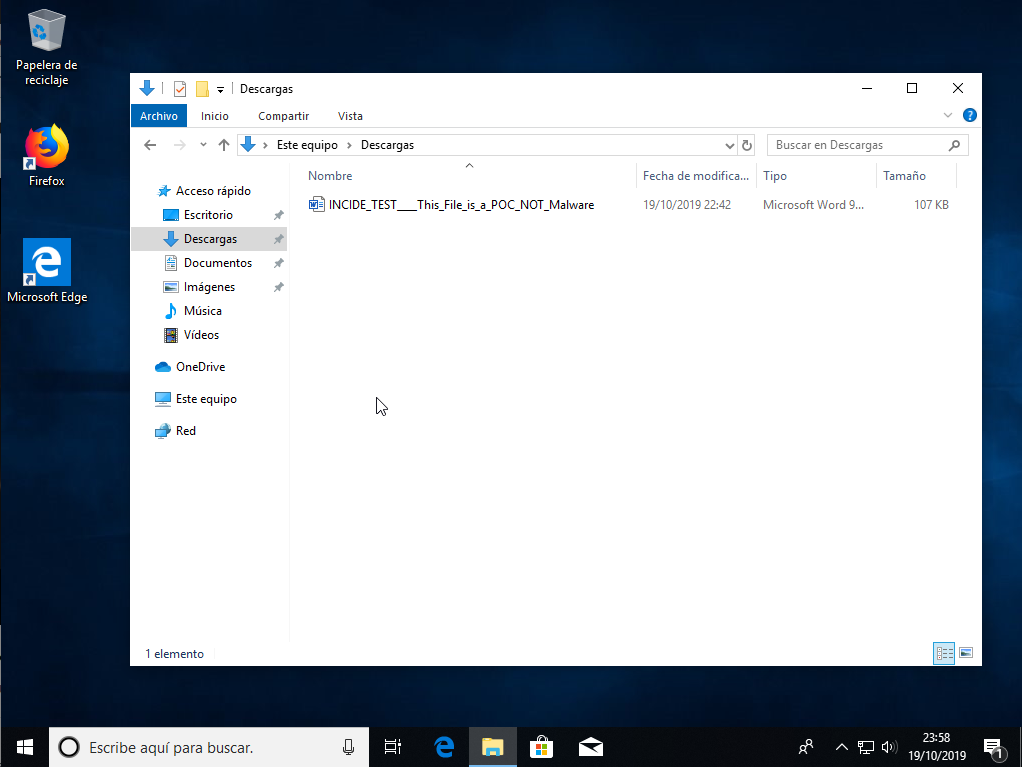 Papelera de
reciclaje
Firefox
Microsoft Edge
Descargas
Archivo Inicio Compartir Vista
Este equipo Descargas
Buscar en Descargas
Nombre Fecha de modifica... Tipo Tamaño
INCIDE_TEST____This_File_is_a_POC_NOT_Malware 19/10/2019 22:42 Microsoft Word 9... 107 KB
Acceso rápido
Escritorio
Descargas
Documentos
Imágenes
Música
Vídeos
OneDrive
Este equipo
Red
1 elemento
Escribe aquí para buscar.
23:58
19/10/2019
1